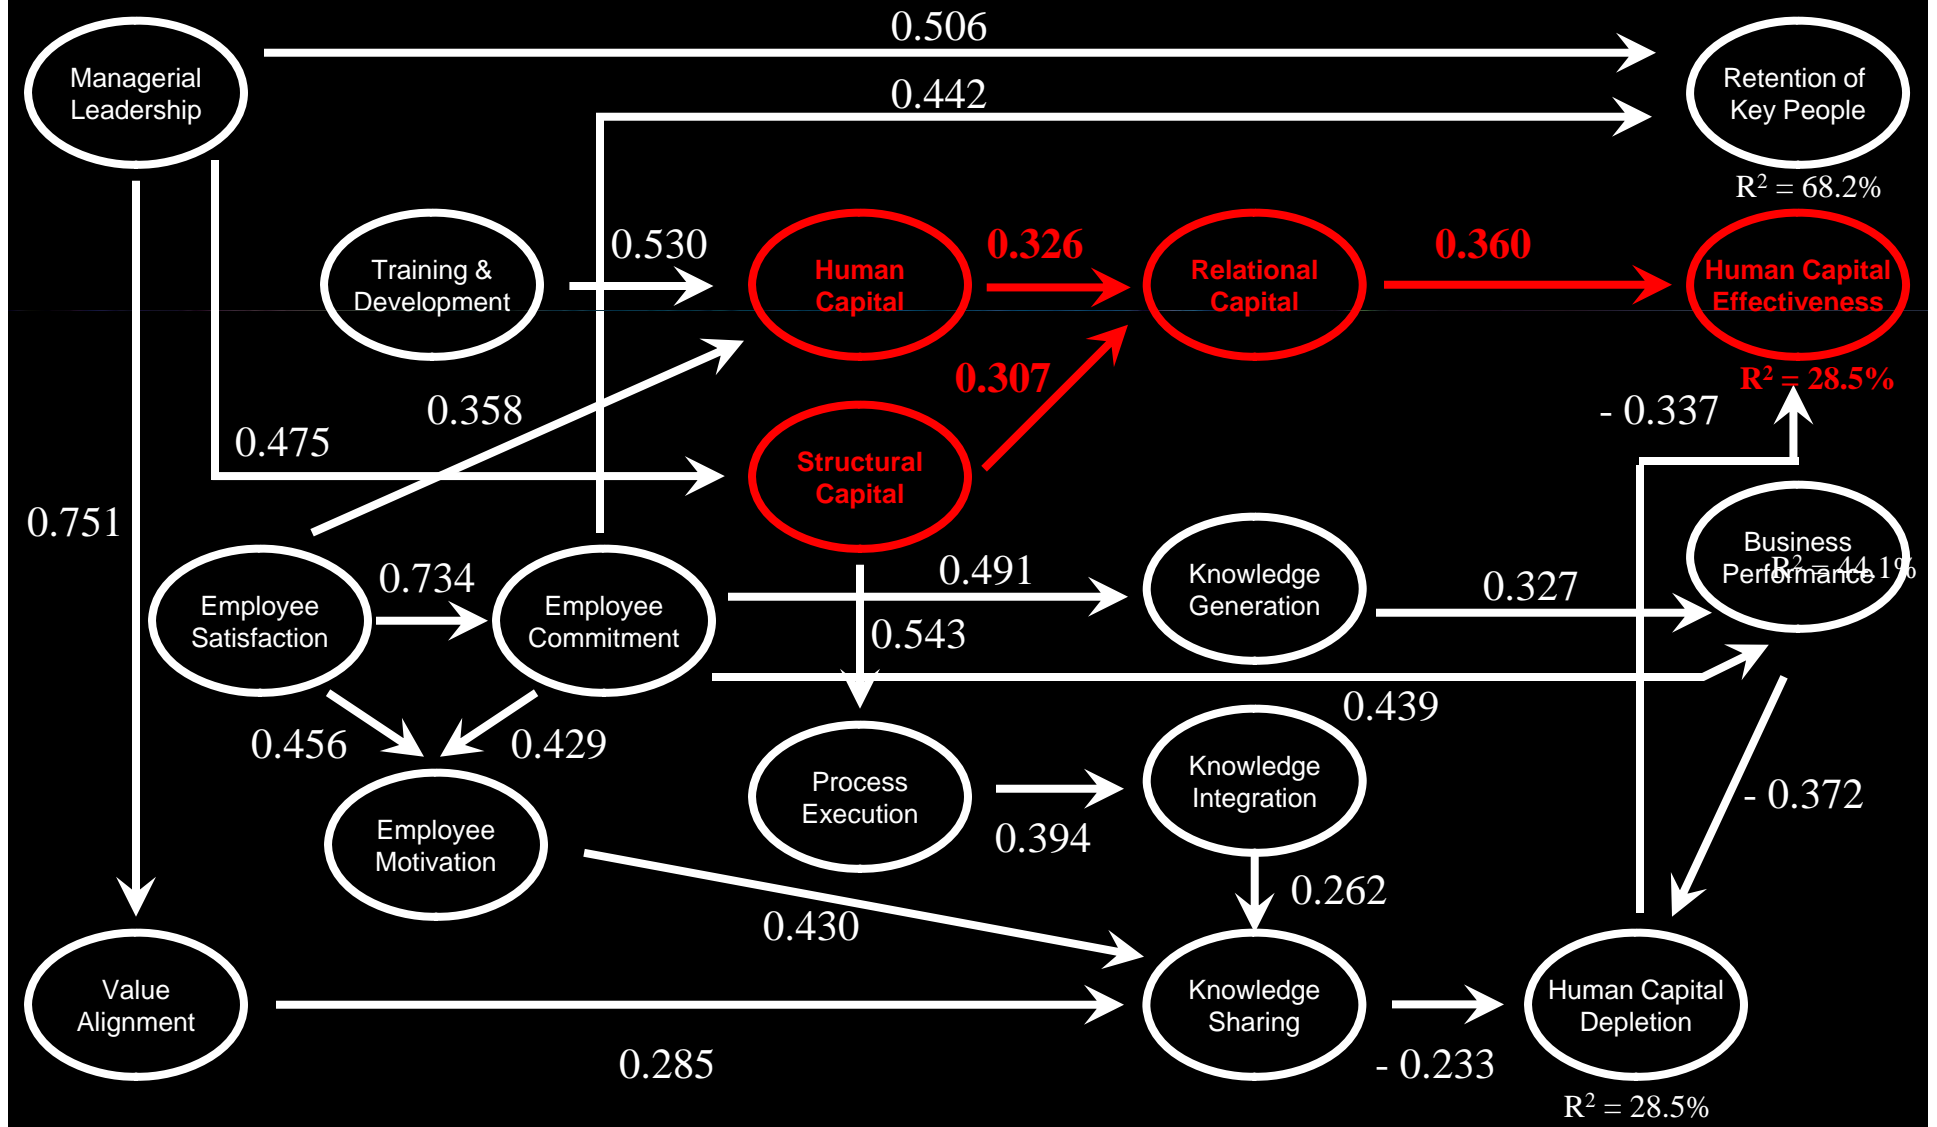 0.506
Managerial
Leadership
Retention of
Key People
0.442
R² = 68.2%
Training &
Development
0.530
Human
Capital
0.326
Relational
Capital
0.360
Human Capital
Effectiveness
R² = 28.5%
0.358
0.307
- 0.337
0.475
Structural
Capital
0.751
Business
Performance
R² = 44.1%
0.734
0.491
Knowledge
Generation
0.327
Employee
Satisfaction
Employee
Commitment
0.543
0.439
0.456
0.429
Process
Execution
Knowledge
Integration
- 0.372
0.394
Employee
Motivation
0.262
0.430
Value
Alignment
Knowledge
Sharing
Human Capital
Depletion
0.285
- 0.233
R² = 28.5%